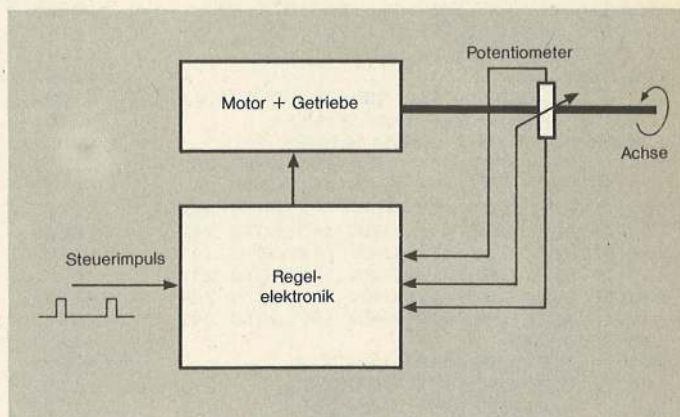 Potentiometer
Motor + Getriebe
Achse
Steuerimpuls
Regel-
elektronik